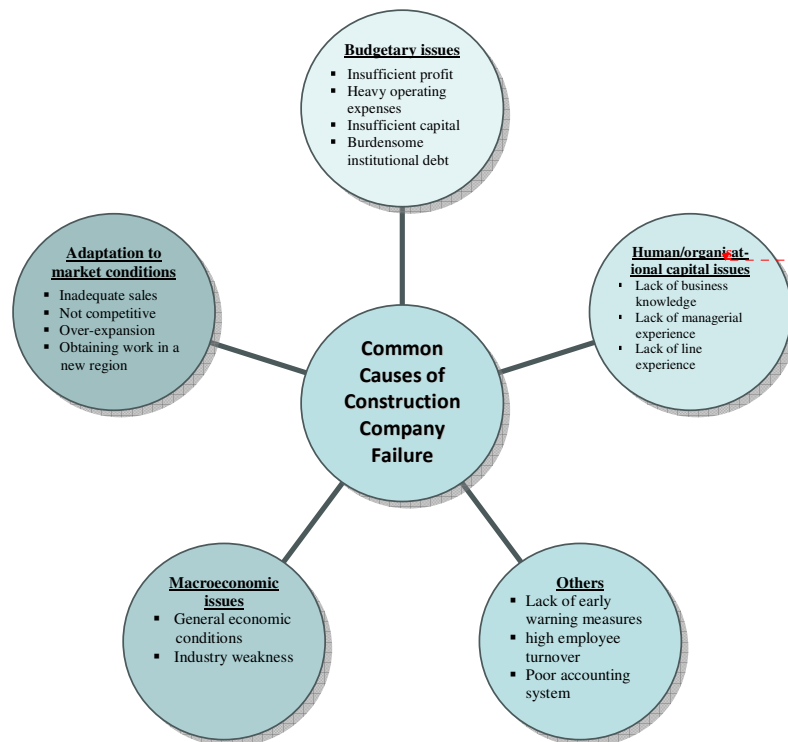 Budgetary issues
▪ Insufficient profit
▪ Heavy operating
expenses
▪ Insufficient capital
▪ Burdensome
institutional debt
Adaptation to
market conditions
▪ Inadequate sales
▪ Not competitive
▪ Over-expansion
▪ Obtaining work in a
new region
Human/organisat-
ional capital issues
▪ Lack of business
knowledge
▪ Lack of managerial
experience
▪ Lack of line
experience
Common
Causes of
Construction
Company
Failure
Macroeconomic
issues
▪ General economic
conditions
▪ Industry weakness
Others
▪ Lack of early
warning measures
▪ high employee
turnover
▪ Poor accounting
system